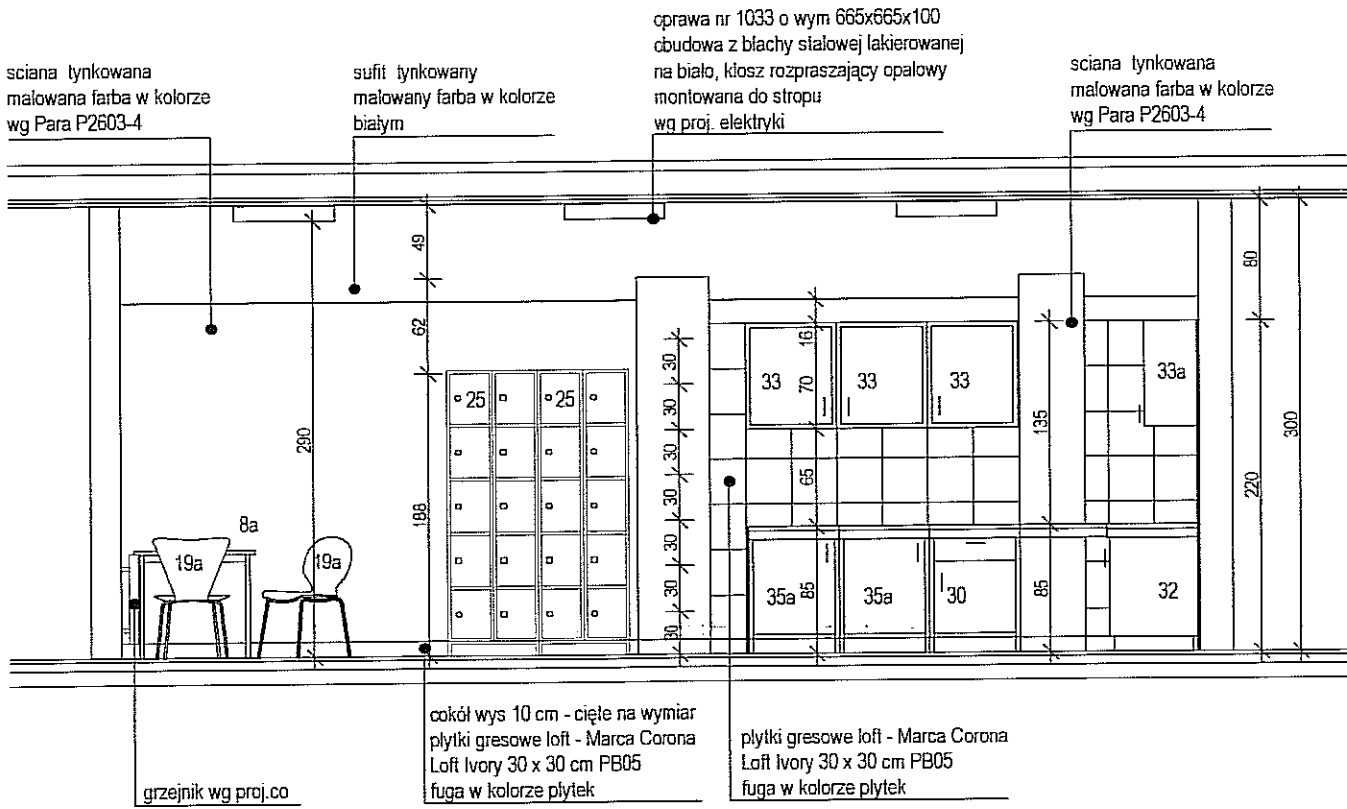 sciana tynkowana
malowana farba w kolorze
wg Para P2603-4
sufit tynkowany
malowany farba w kolorze
białym
oprawa nr 1033 o wym 665x665x100
obudowa z blachy stalowej lakierowanej
na biało, klosz rozpraszający opalowy
montowana do stropu
wg proj. elektryki
sciana tynkowana
malowana farba w kolorze
wg Para P2603-4
49
62
188
290
30
30
30
30
30
30
30
16
70
65
85
135
85
80
220
300
25
25
33
33
33
33a
8a
19a
19a
35a
35a
30
32
cokół wys 10 cm - cięte na wymiar
plytki gresowe loft - Marca Corona
Loft Ivory 30 x 30 cm PB05
fuga w kolorze plytek
plytki gresowe loft - Marca Corona
Loft Ivory 30 x 30 cm PB05
fuga w kolorze plytek
grzejnik wg proj.co